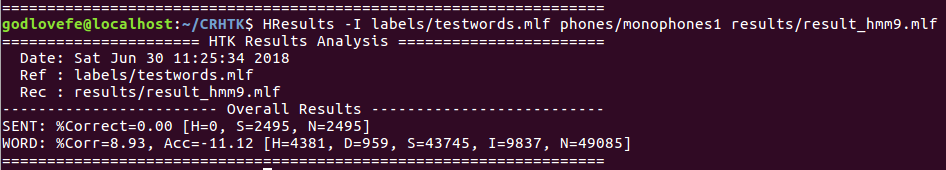 =====================================================================
godlovefe@localhost:~/CRHTK$ HResults -I labels/testwords.mlf phones/monophones1 results/result_hmm9.mlf
====================== HTK Results Analysis =======================
  Date: Sat Jun 30 11:25:34 2018
  Ref : labels/testwords.mlf
  Rec : results/result_hmm9.mlf
------------------------ Overall Results --------------------------
SENT: %Correct=0.00 [H=0, S=2495, N=2495]
WORD: %Corr=8.93, Acc=-11.12 [H=4381, D=959, S=43745, I=9837, N=49085]
===================================================================